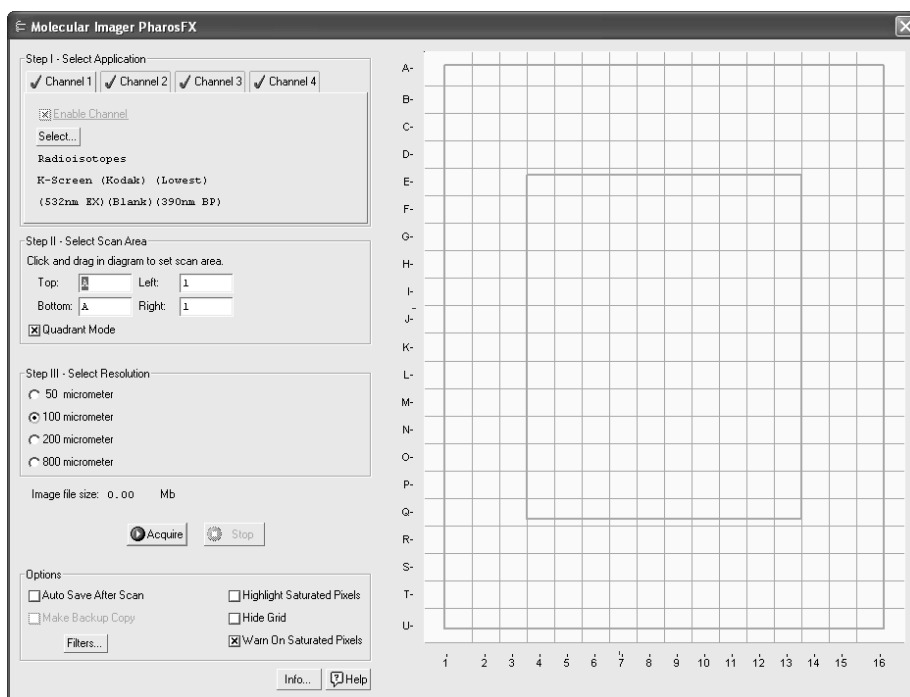 Molecular Imager PharosFX
Step I - Select Application
Channel 1 Channel 2 Channel 3 Channel 4
Enable Channel
Select...
Radioisotopes
K-Screen (Kodak) (Lowest)
(532nm EX)(Blank)(390nm BP)
Step II - Select Scan Area
Click and drag in diagram to set scan area.
Top: A Left: 1
Bottom: A Right: 1
Quadrant Mode
Step III - Select Resolution
50 micrometer
100 micrometer
200 micrometer
800 micrometer
Image file size: 0.00 Mb
Acquire Stop
Options
Auto Save After Scan Highlight Saturated Pixels
Make Backup Copy Hide Grid
Filters... Warn On Saturated Pixels
Info... Help
A-
B-
C-
D-
E-
F-
G-
H-
I-
J-
K-
L-
M-
N-
O-
P-
Q-
R-
S-
T-
U-
1 2 3 4 5 6 7 8 9 10 11 12 13 14 15 16